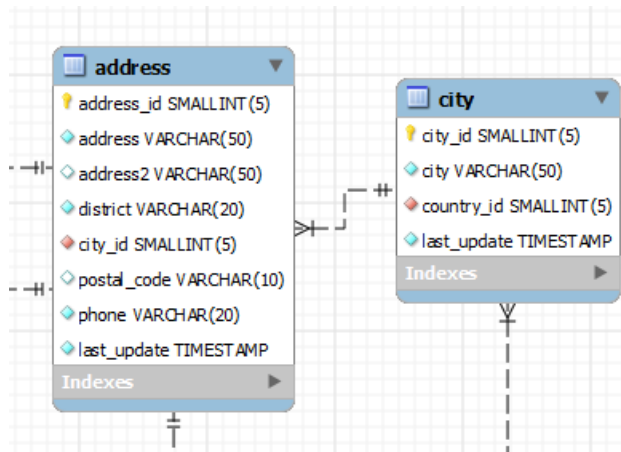 address
address_id SMALLINT(5)
address VARCHAR(50)
address2 VARCHAR(50)
district VARCHAR(20)
city_id SMALLINT(5)
postal_code VARCHAR(10)
phone VARCHAR(20)
last_update TIMESTAMP
Indexes
city
city_id SMALLINT(5)
city VARCHAR(50)
country_id SMALLINT(5)
last_update TIMESTAMP
Indexes